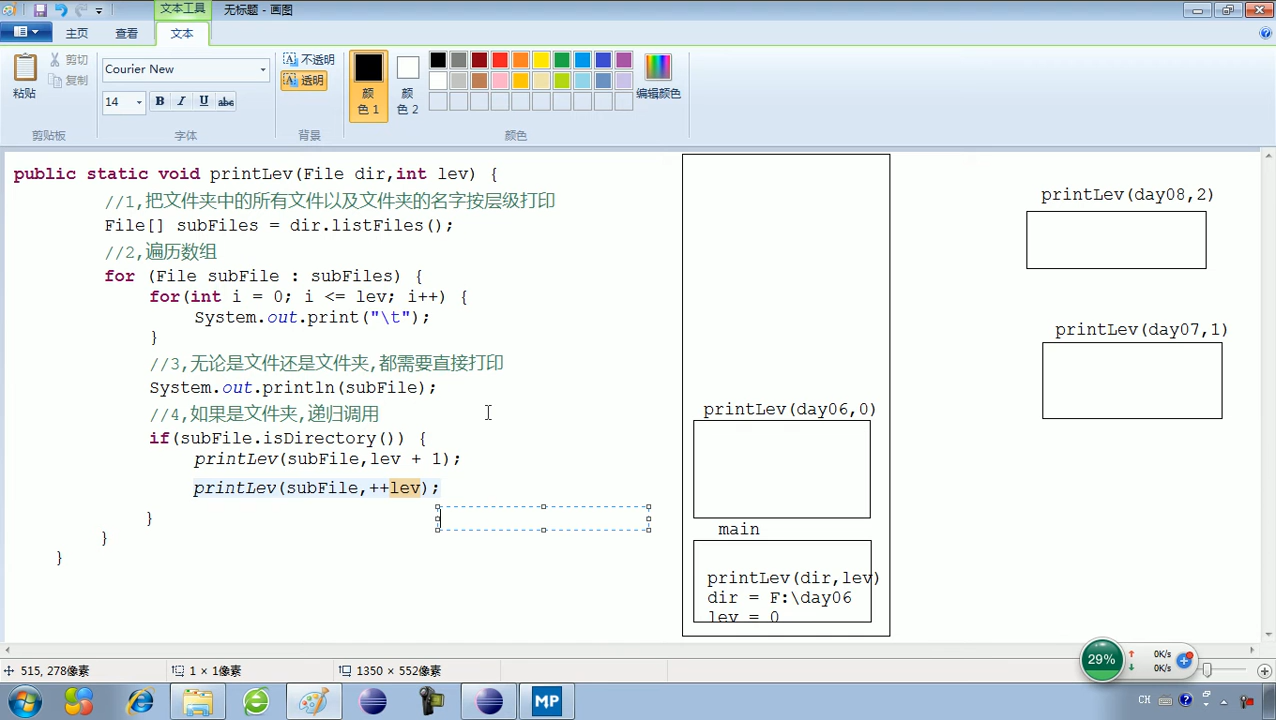 文本工具
无标题 - 画图
主页
查看
文本
粘贴
剪切
复制
剪贴板
Courier New
14
B
I
U
abc
字体
不透明
透明
背景
颜
色 1
颜
色 2
颜色
编辑颜色
public static void printLev(File dir,int lev) {
//1,把文件夹中的所有文件以及文件夹的名字按层级打印
File[] subFiles = dir.listFiles();
//2,遍历数组
for (File subFile : subFiles) {
for(int i = 0; i <= lev; i++) {
System.out.print("\t");
}
//3,无论是文件还是文件夹,都需要直接打印
System.out.println(subFile);
//4,如果是文件夹,递归调用
if(subFile.isDirectory()) {
printLev(subFile,lev + 1);
printLev(subFile,++lev);
}
}
}
printLev(day06,0)
main
printLev(dir,lev)
dir = F:\day06
lev = 0
printLev(day08,2)
printLev(day07,1)
515, 278像素
1 × 1像素
1350 × 552像素
29%
0K/s
0K/s
MP
CH